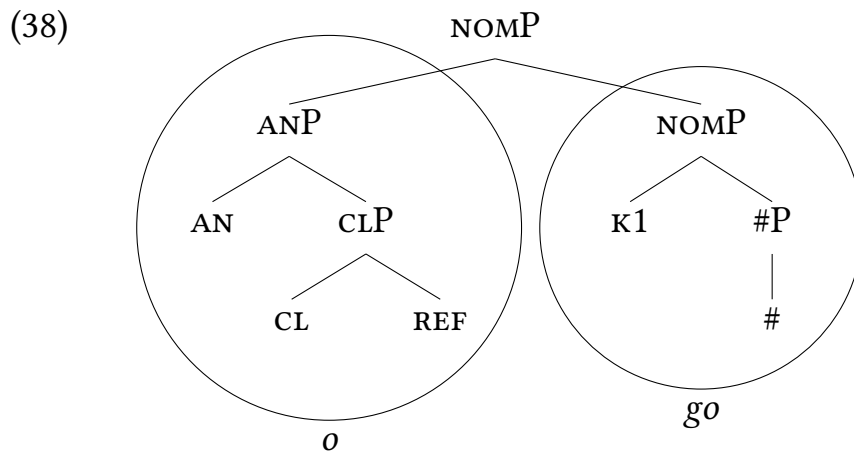 (38) NOMP
ANP NOMP
AN CLP K1 #P
CL REF #
o go